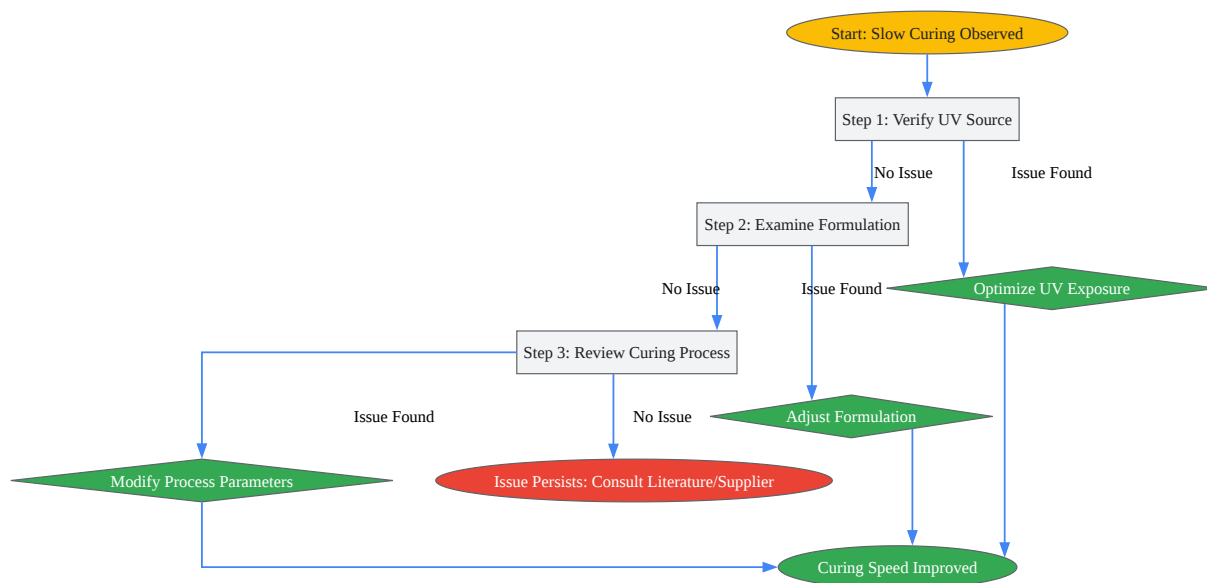 Start: Slow Curing Observed
Step 1: Verify UV Source
No Issue
Issue Found
Step 2: Examine Formulation
No Issue
Issue Found
Optimize UV Exposure
Step 3: Review Curing Process
Issue Found
No Issue
Adjust Formulation
Modify Process Parameters
Issue Persists: Consult Literature/Supplier
Curing Speed Improved